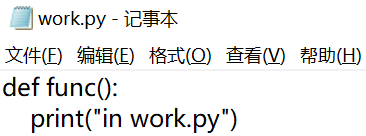 work.py - 记事本
文件(F) 编辑(E) 格式(O) 查看(V) 帮助(H)
def func():
    print("in work.py")